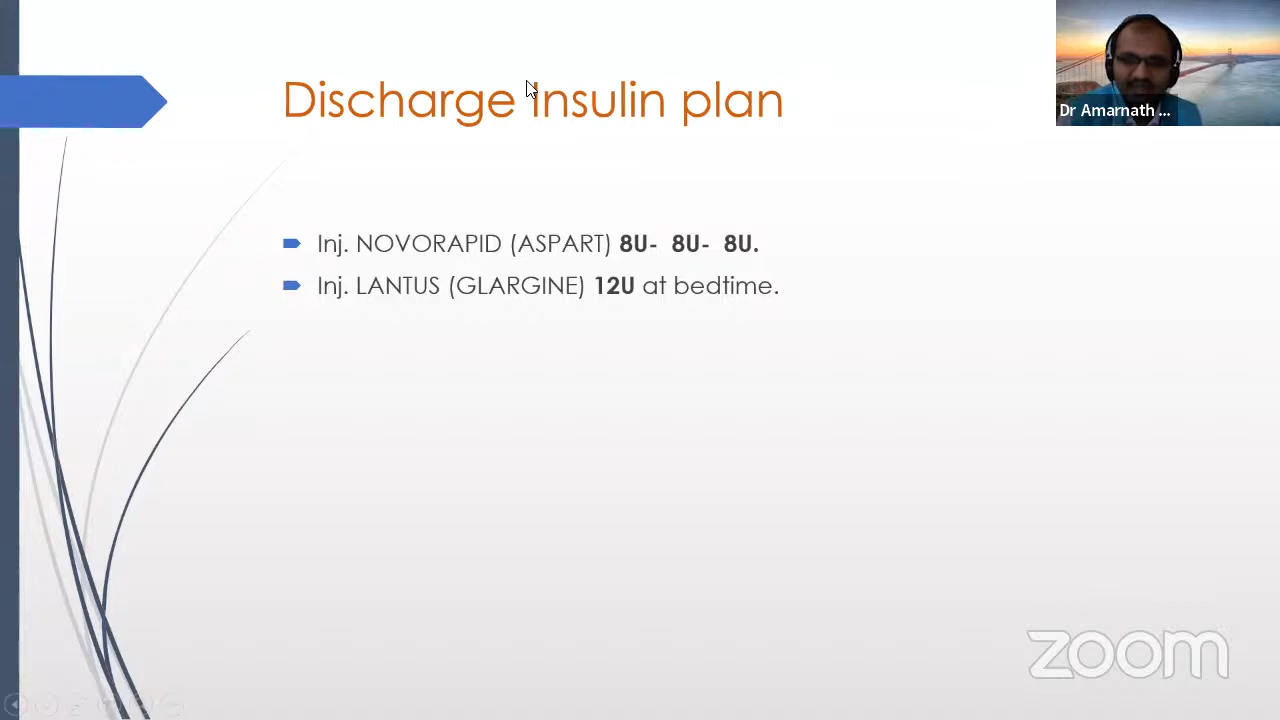 Discharge Insulin plan
Dr Amarnath ...
Inj. NOVORAPID (ASPART) 8U- 8U- 8U.
Inj. LANTUS (GLARGINE) 12U at bedtime.
zoom